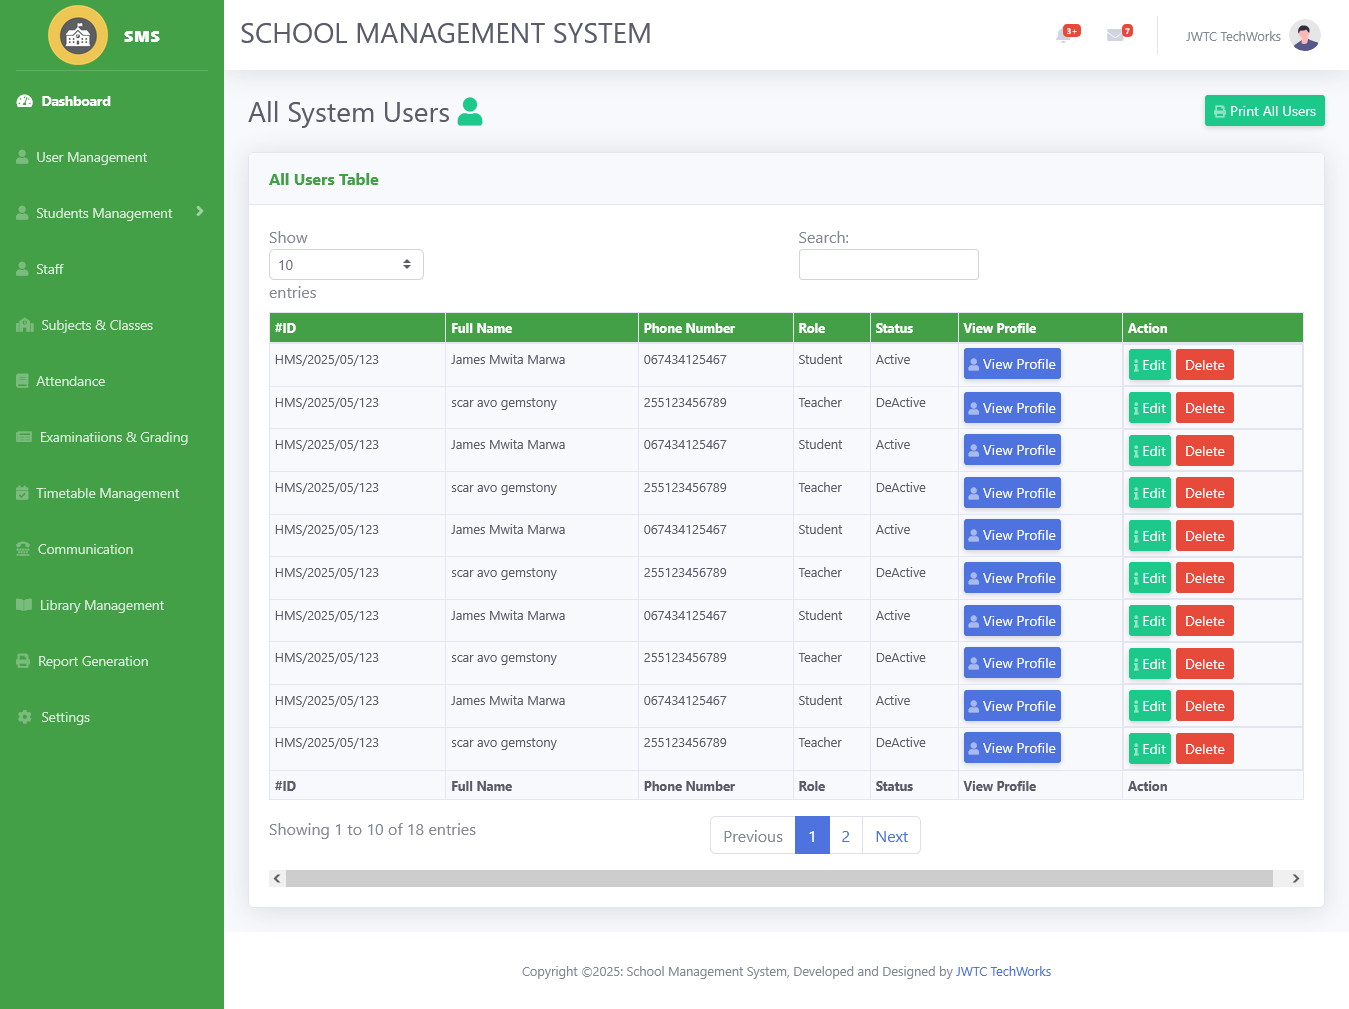 SMS
SCHOOL MANAGEMENT SYSTEM
3+
7
JWTC TechWorks
Dashboard
User Management
Students Management
Staff
Subjects & Classes
Attendance
Examinatiions & Grading
Timetable Management
Communication
Library Management
Report Generation
Settings
All System Users
Print All Users
All Users Table
Show
10
entries
Search:
#ID Full Name Phone Number Role Status View Profile Action
HMS/2025/05/123 James Mwita Marwa 067434125467 Student Active View Profile Edit Delete
HMS/2025/05/123 scar avo gemstony 255123456789 Teacher DeActive View Profile Edit Delete
HMS/2025/05/123 James Mwita Marwa 067434125467 Student Active View Profile Edit Delete
HMS/2025/05/123 scar avo gemstony 255123456789 Teacher DeActive View Profile Edit Delete
HMS/2025/05/123 James Mwita Marwa 067434125467 Student Active View Profile Edit Delete
HMS/2025/05/123 scar avo gemstony 255123456789 Teacher DeActive View Profile Edit Delete
HMS/2025/05/123 James Mwita Marwa 067434125467 Student Active View Profile Edit Delete
HMS/2025/05/123 scar avo gemstony 255123456789 Teacher DeActive View Profile Edit Delete
HMS/2025/05/123 James Mwita Marwa 067434125467 Student Active View Profile Edit Delete
HMS/2025/05/123 scar avo gemstony 255123456789 Teacher DeActive View Profile Edit Delete
#ID Full Name Phone Number Role Status View Profile Action
Showing 1 to 10 of 18 entries
Previous 1 2 Next
Copyright ©2025: School Management System, Developed and Designed by JWTC TechWorks